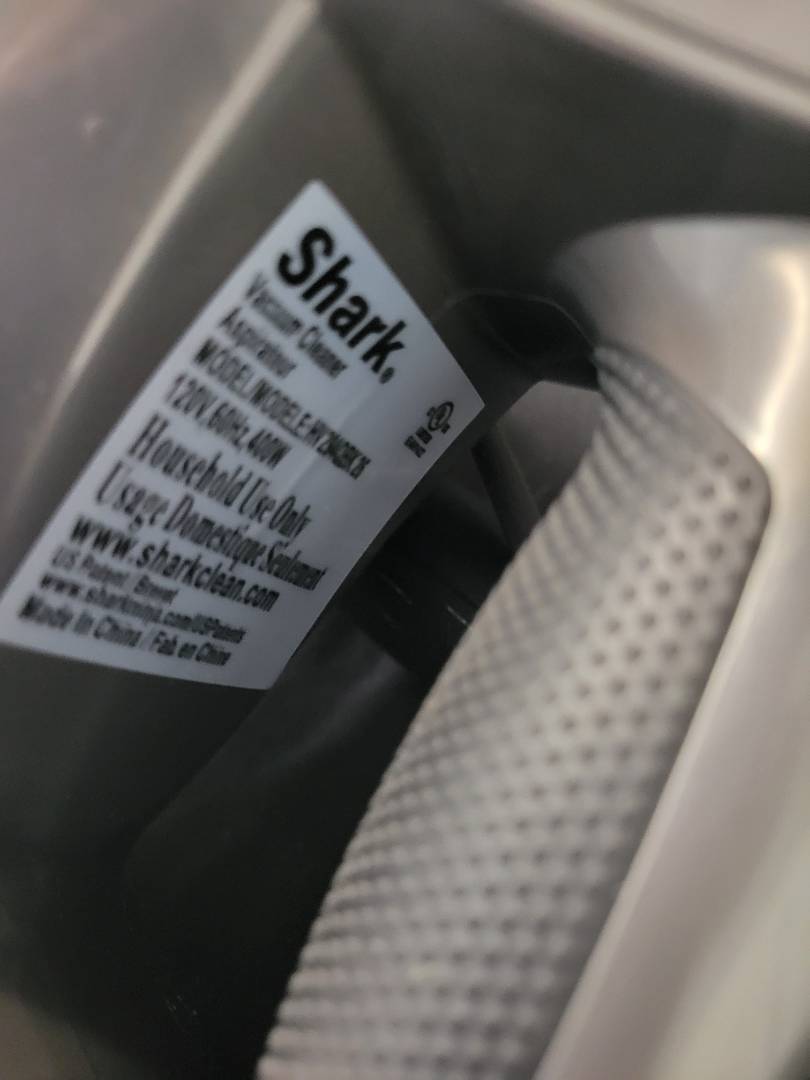 Shark®
Vacuum Cleaner
Aspirateur
MODEL/MODELE:
120V, 60Hz, 400W
Household Use Only
Usage Domestique Seulement
www.sharkclean.com
US Patent / Brevet
Made in China / Fab. en Chine